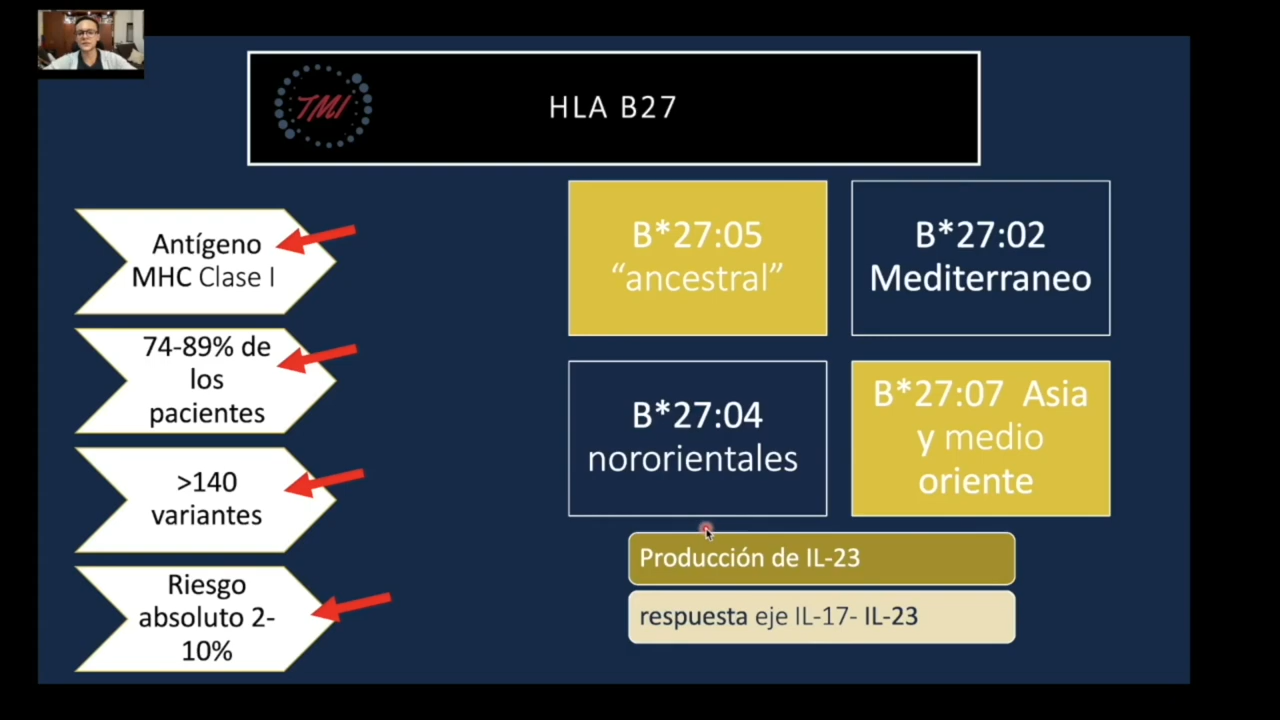 TMI
HLA B27
Antígeno
MHC Clase I
74-89% de
los
pacientes
>140
variantes
Riesgo
absoluto 2-
10%
B*27:05
“ancestral”
B*27:02
Mediterraneo
B*27:04
nororientales
B*27:07 Asia
y medio
oriente
Producción de IL-23
respuesta eje IL-17- IL-23